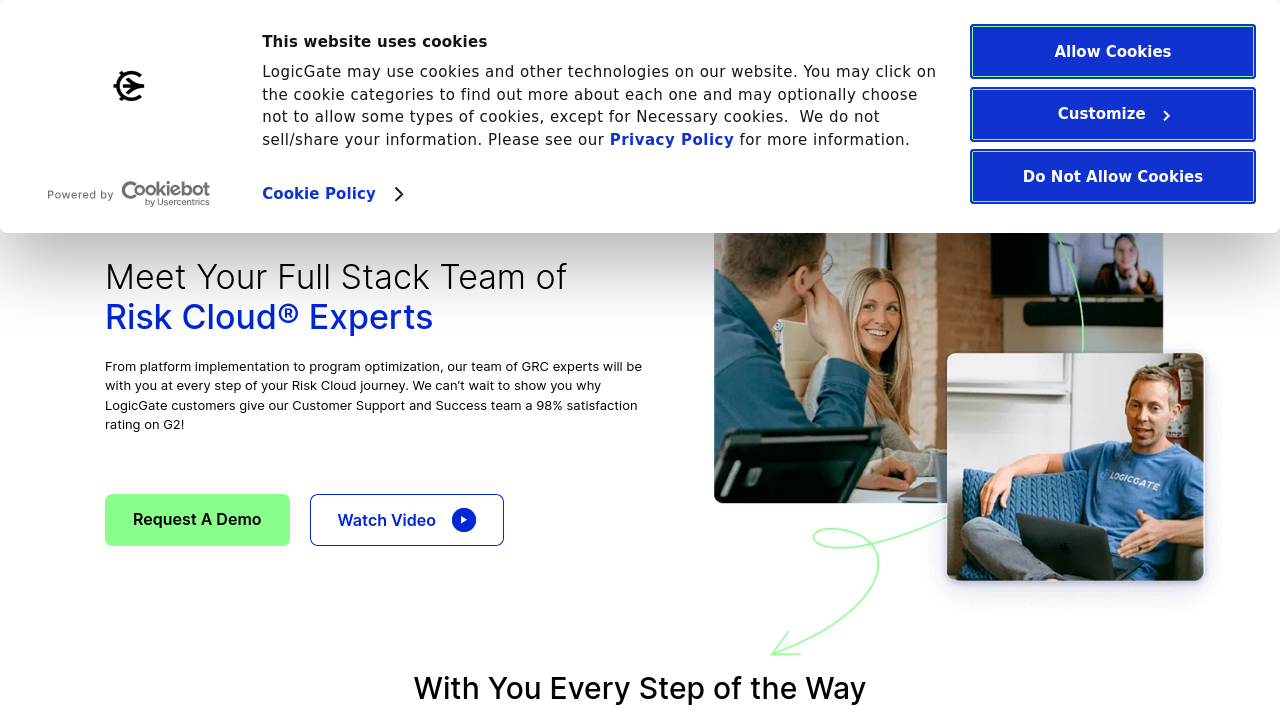 This website uses cookies
LogicGate may use cookies and other technologies on our website. You may click on
the cookie categories to find out more about each one and may optionally choose
not to allow some types of cookies, except for Necessary cookies.  We do not
sell/share your information. Please see our Privacy Policy for more information.
Allow Cookies
Customize
Do Not Allow Cookies
Powered by Cookiebot
by Usercentrics
Cookie Policy
Meet Your Full Stack Team of
Risk Cloud® Experts
From platform implementation to program optimization, our team of GRC experts will be
with you at every step of your Risk Cloud journey. We can’t wait to show you why
LogicGate customers give our Customer Support and Success team a 98% satisfaction
rating on G2!
Request A Demo
Watch Video
LOGICGATE
With You Every Step of the Way